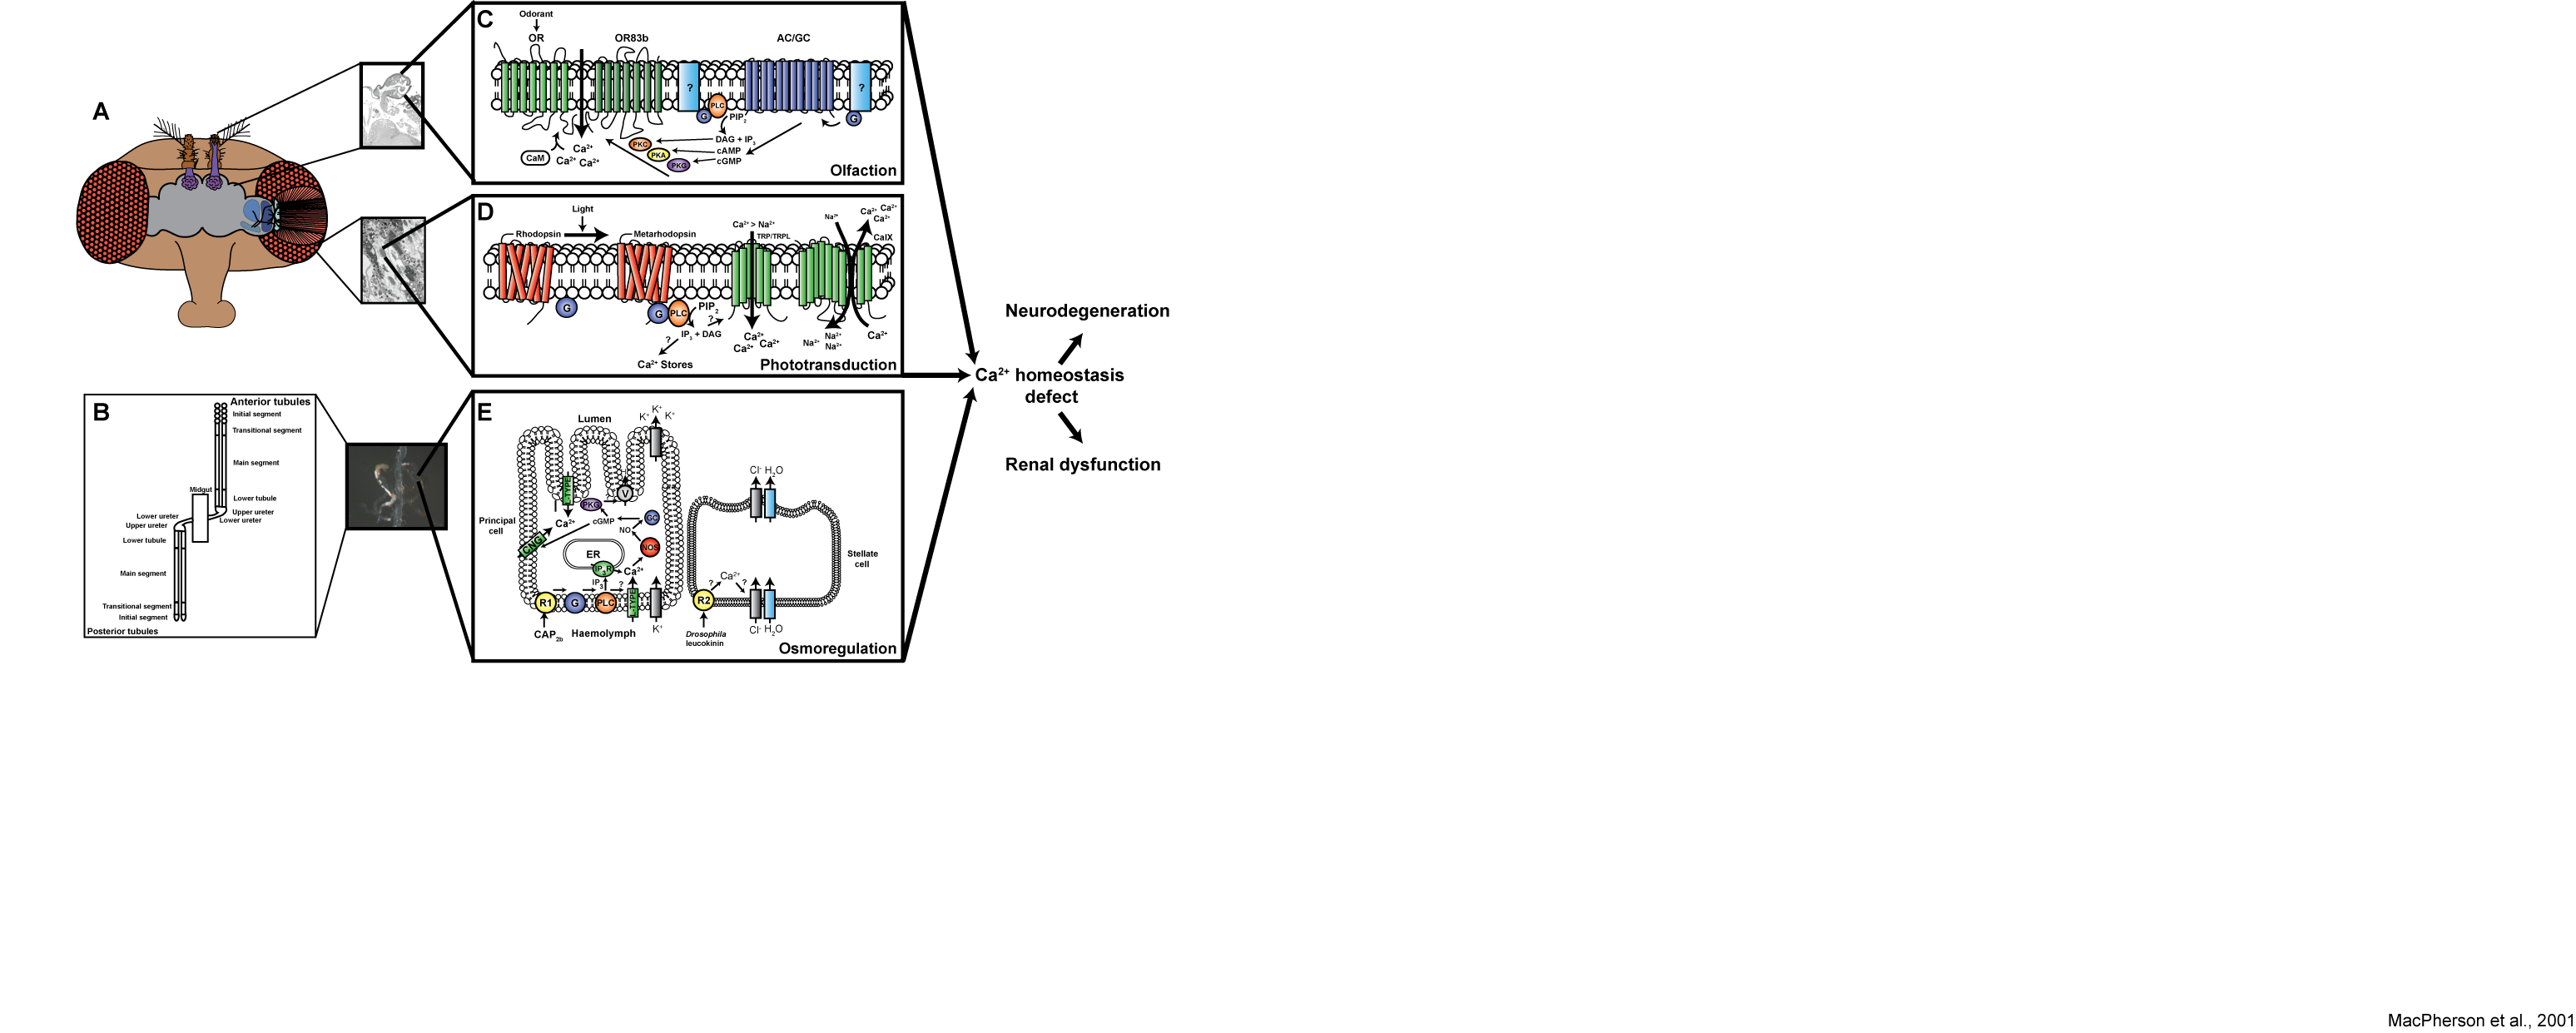 A
B
Anterior tubules
Initial segment
Transitional segment
Main segment
Midgut
Lower tubule
Upper ureter
Lower ureter
Lower ureter
Upper ureter
Lower tubule
Main segment
Transitional segment
Initial segment
Posterior tubules
C
Odorant
OR
OR83b
AC/GC
?
?
PLC
G
G
PIP2
DAG + IP3
PKC
cAMP
PKA
cGMP
PKG
CaM
Ca2+
Ca2+ Ca2+
Olfaction
D
Light
Rhodopsin
Metarhodopsin
Ca2+ > Na2+
TRP/TRPL
Na2+
Ca2+ Ca2+
Ca2+
CalX
G
G
PLC
PIP2
?
IP3 + DAG
?
Ca2+ Stores
Ca2+
Ca2+ Ca2+
Na2+
Na2+
Na2+
Ca2+
Phototransduction
E
Lumen
K+
K+
K+
L-TYPE
PKG
?
V
Principal
cell
Ca2+
cGMP
GC
NO
CNG
NOS
ER
IP3R
Ca2+
IP3
?
R1
G
PLC
L-TYPE
CAP2b
Haemolymph
K+
Cl- H2O
Stellate
cell
Ca2+
?
?
R2
Drosophila
leucokinin
Cl- H2O
Osmoregulation
Neurodegeneration
Ca2+ homeostasis
defect
Renal dysfunction
MacPherson et al., 2001